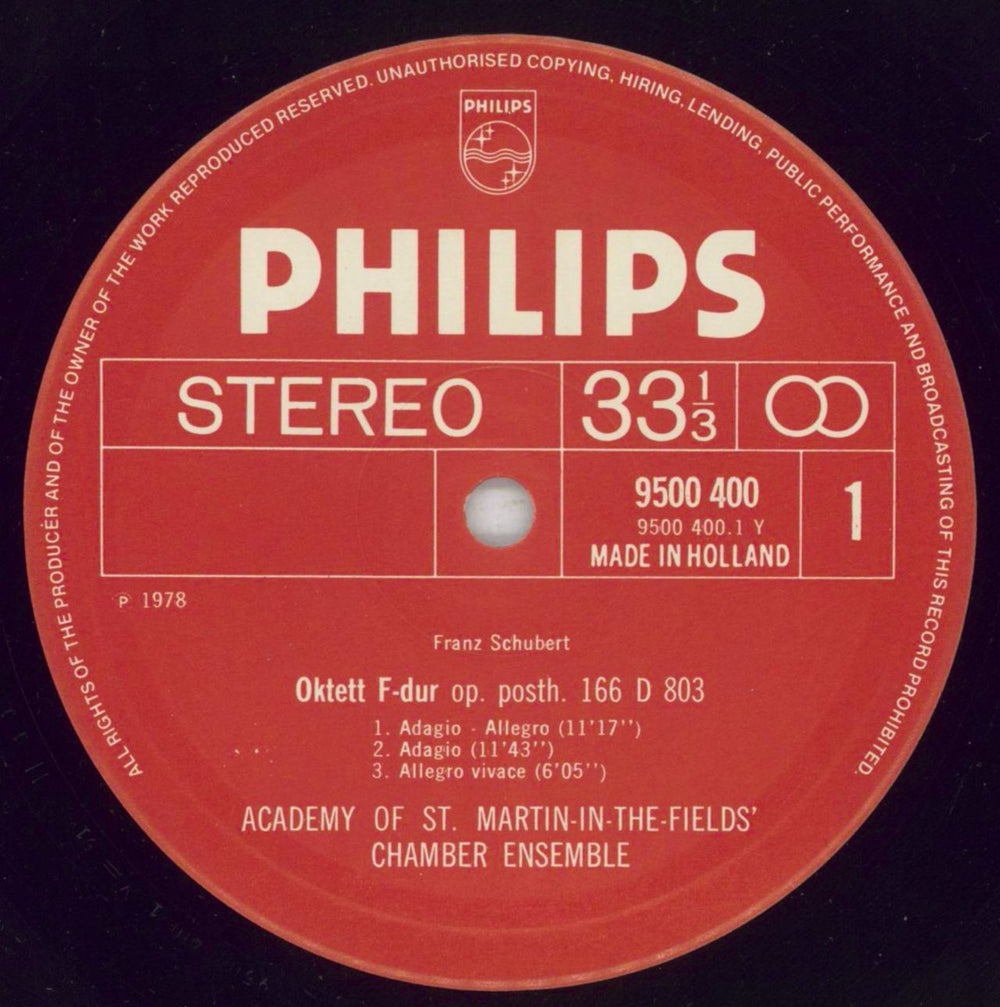 ALL RIGHTS OF THE PRODUCER AND OF THE OWNER OF THE WORK REPRODUCED RESERVED. UNAUTHORISED COPYING, HIRING, LENDING, PUBLIC PERFORMANCE AND BROADCASTING OF THIS RECORD PROHIBITED.
PHILIPS
PHILIPS
STEREO 33 1/3
9500 400 1
9500 400.1 Y
MADE IN HOLLAND
P 1978
Franz Schubert
Oktett F-dur op. posth. 166 D 803
1. Adagio - Allegro (11'17'')
2. Adagio (11'43'')
3. Allegro vivace (6'05'')
ACADEMY OF ST. MARTIN-IN-THE-FIELDS'
CHAMBER ENSEMBLE